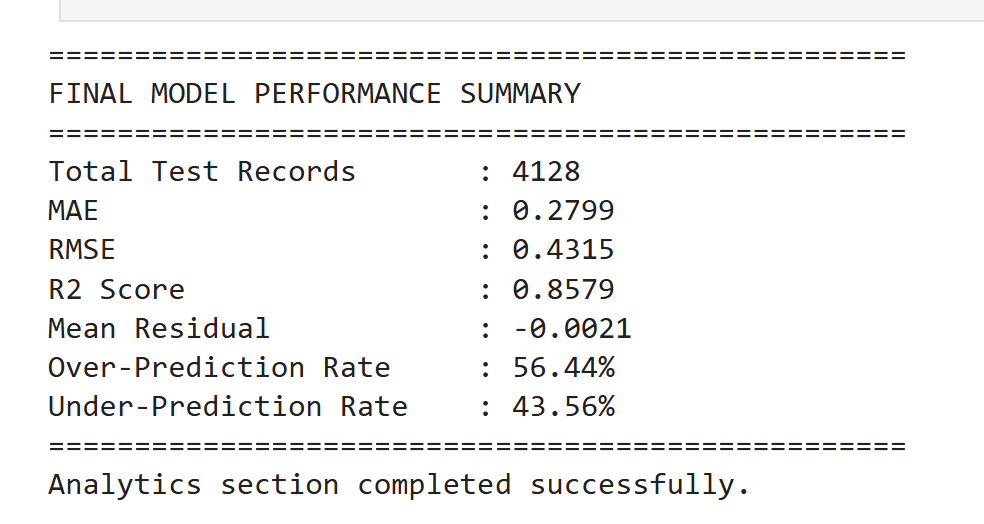 ==================================================
FINAL MODEL PERFORMANCE SUMMARY
==================================================
Total Test Records       : 4128
MAE                      : 0.2799
RMSE                     : 0.4315
R2 Score                 : 0.8579
Mean Residual            : -0.0021
Over-Prediction Rate     : 56.44%
Under-Prediction Rate    : 43.56%
==================================================
Analytics section completed successfully.